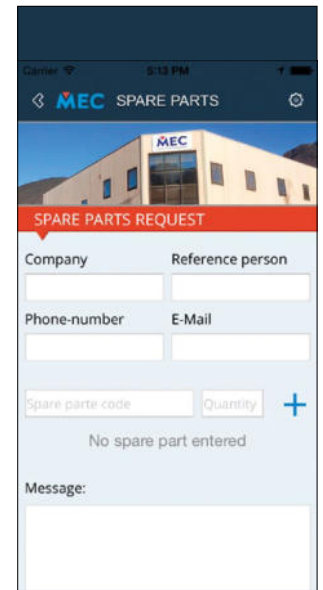 Carrier 5:13 PM
MEC SPARE PARTS
MEC
SPARE PARTS REQUEST
Company Reference person
Phone-number E-Mail
Spare parte code Quantity +
No spare part entered
Message: